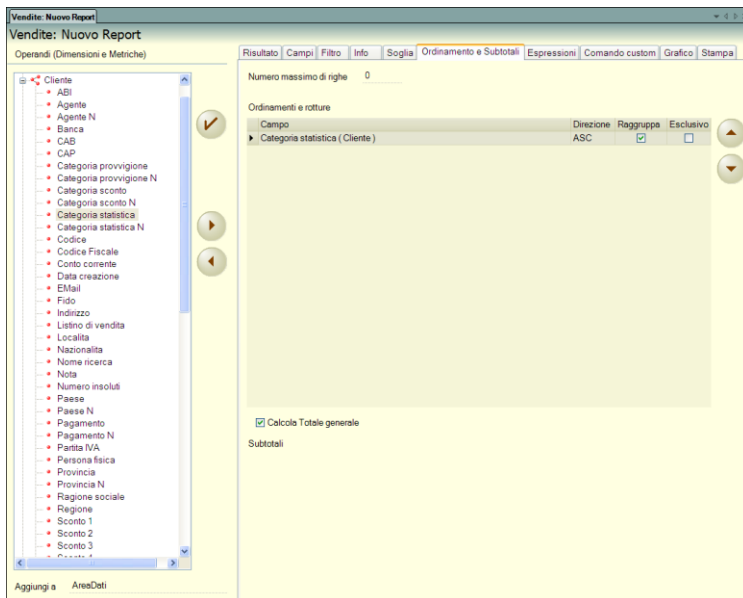 Vendite: Nuovo Report
Vendite: Nuovo Report
Operandi (Dimensioni e Metriche)
Cliente
ABI
Agente
Agente N
Banca
CAB
CAP
Categoria provvigione
Categoria provvigione N
Categoria sconto
Categoria sconto N
Categoria statistica
Categoria statistica N
Codice
Codice Fiscale
Conto corrente
Data creazione
EMail
Fido
Indirizzo
Listino di vendita
Localita
Nazionalita
Nome ricerca
Nota
Numero insoluti
Paese
Paese N
Pagamento
Pagamento N
Partita IVA
Persona fisica
Provincia
Provincia N
Ragione sociale
Regione
Sconto 1
Sconto 2
Sconto 3
Aggiungi a AreaDati
Risultato Campi Filtro Info Soglia Ordinamento e Subtotali Espressioni Comando custom Grafico Stampa
Numero massimo di righe 0
Ordinamenti e rotture
Campo Direzione Raggruppa Esclusivo
Categoria statistica ( Cliente ) ASC
Calcola Totale generale
Subtotali